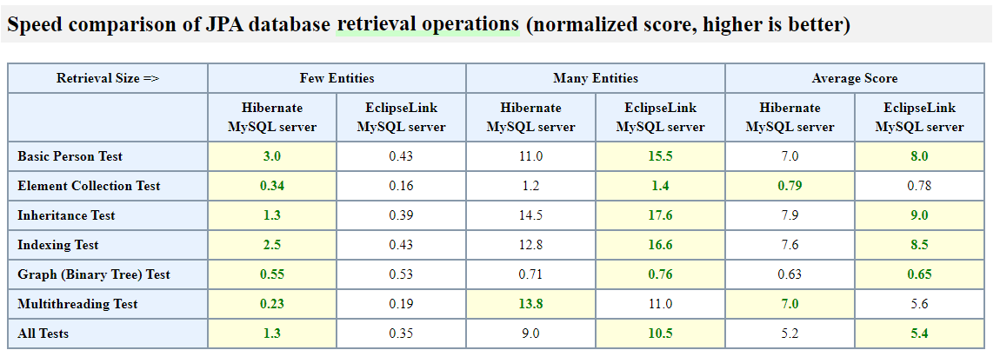 Speed comparison of JPA database retrieval operations (normalized score, higher is better)
Retrieval Size => Few Entities Many Entities Average Score
Hibernate EclipseLink Hibernate EclipseLink Hibernate EclipseLink
MySQL server MySQL server MySQL server MySQL server MySQL server MySQL server
Basic Person Test 3.0 0.43 11.0 15.5 7.0 8.0
Element Collection Test 0.34 0.16 1.2 1.4 0.79 0.78
Inheritance Test 1.3 0.39 14.5 17.6 7.9 9.0
Indexing Test 2.5 0.43 12.8 16.6 7.6 8.5
Graph (Binary Tree) Test 0.55 0.53 0.71 0.76 0.63 0.65
Multithreading Test 0.23 0.19 13.8 11.0 7.0 5.6
All Tests 1.3 0.35 9.0 10.5 5.2 5.4